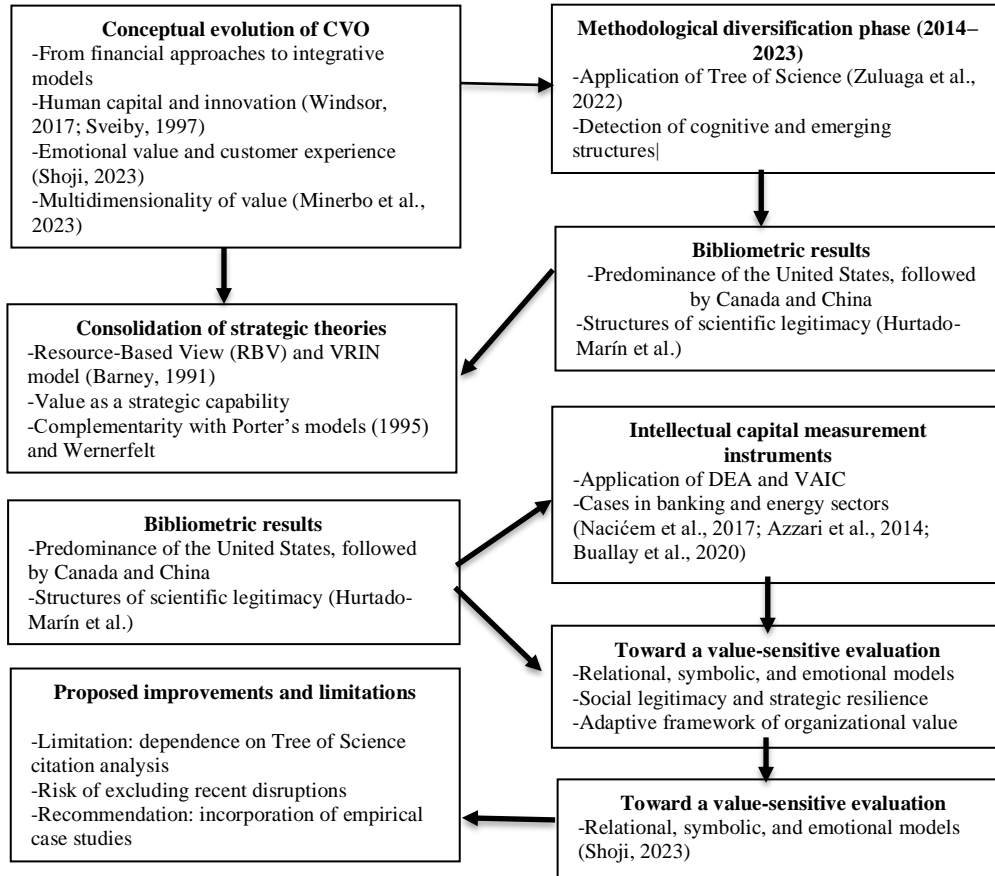 Conceptual evolution of CVO
-From financial approaches to integrative
models
-Human capital and innovation (Windsor,
2017; Sveiby, 1997)
-Emotional value and customer experience
(Shoji, 2023)
-Multidimensionality of value (Minerbo et al.,
2023)
Methodological diversification phase (2014–
2023)
-Application of Tree of Science (Zuluaga et al.,
2022)
-Detection of cognitive and emerging
structures|
Bibliometric results
-Predominance of the United States, followed
by Canada and China
-Structures of scientific legitimacy (Hurtado-
Marín et al.)
Consolidation of strategic theories
-Resource-Based View (RBV) and VRIN
model (Barney, 1991)
-Value as a strategic capability
-Complementarity with Porter’s models (1995)
and Wernerfelt
Intellectual capital measurement
instruments
-Application of DEA and VAIC
-Cases in banking and energy sectors
(Nacićem et al., 2017; Azzari et al., 2014;
Buallay et al., 2020)
Bibliometric results
-Predominance of the United States, followed
by Canada and China
-Structures of scientific legitimacy (Hurtado-
Marín et al.)
Toward a value-sensitive evaluation
-Relational, symbolic, and emotional models
-Social legitimacy and strategic resilience
-Adaptive framework of organizational value
Proposed improvements and limitations
-Limitation: dependence on Tree of Science
citation analysis
-Risk of excluding recent disruptions
-Recommendation: incorporation of empirical
case studies
Toward a value-sensitive evaluation
-Relational, symbolic, and emotional models
(Shoji, 2023)